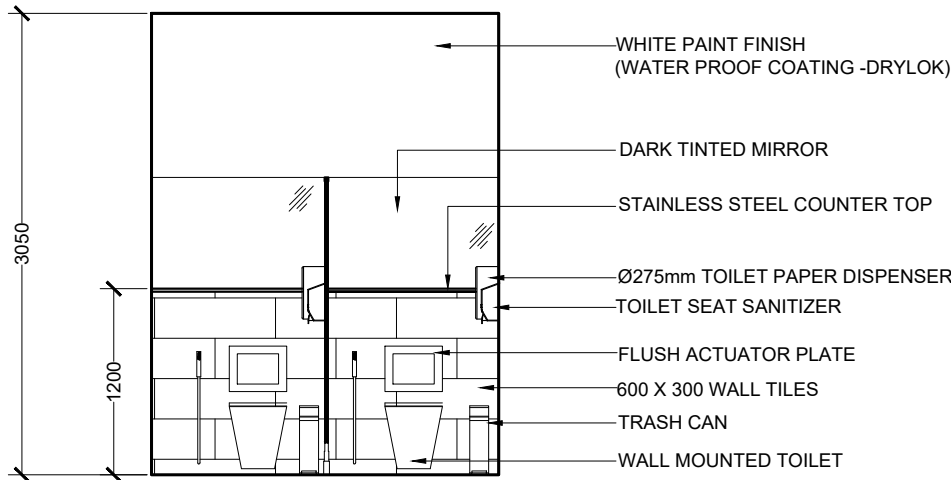 WHITE PAINT FINISH
(WATER PROOF COATING -DRYLOK)
DARK TINTED MIRROR
STAINLESS STEEL COUNTER TOP
3050
Ø275mm TOILET PAPER DISPENSER
TOILET SEAT SANITIZER
FLUSH ACTUATOR PLATE
1200
600 X 300 WALL TILES
TRASH CAN
WALL MOUNTED TOILET